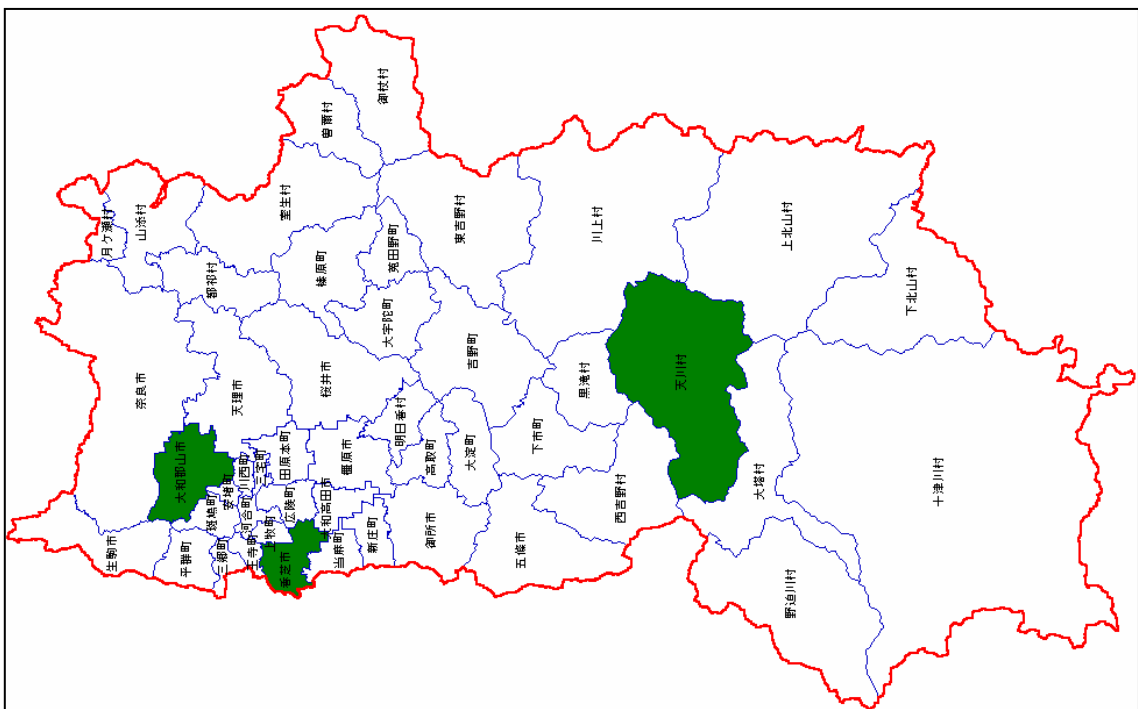 御杖村
曽爾村
室生村
山添村
月ケ瀬村
都祁村
榛原町
菟田野町
東吉野村
川上村
上北山村
下北山村
大宇陀町
吉野町
桜井市
天理市
奈良市
大和郡山市
明日香村
高取町
大淀町
下市町
黒滝村
天川村
大塔村
十津川村
野迫川村
西吉野村
五條市
御所市
橿原市
田原本町
三宅町
川西町
安堵町
斑鳩町
河合町
広陵町
大和高田市
上牧町
王寺町
香芝市
当麻町
新庄町
三郷町
平群町
生駒市